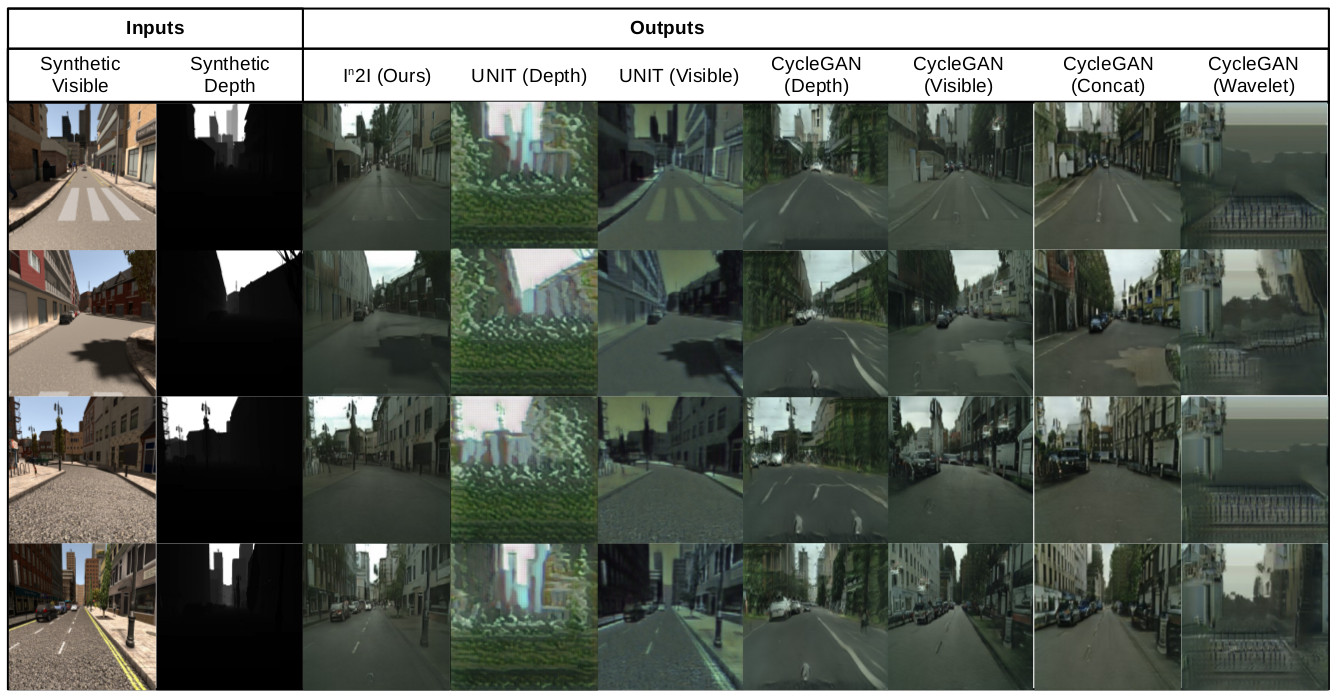 Inputs
Outputs
Synthetic
Visible
Synthetic
Depth
Iⁿ2I (Ours)
UNIT (Depth)
UNIT (Visible)
CycleGAN
(Depth)
CycleGAN
(Visible)
CycleGAN
(Concat)
CycleGAN
(Wavelet)